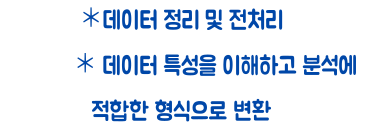 *데이터 정리 및 전처리
* 데이터 특성을 이해하고 분석에
적합한 형식으로 변환